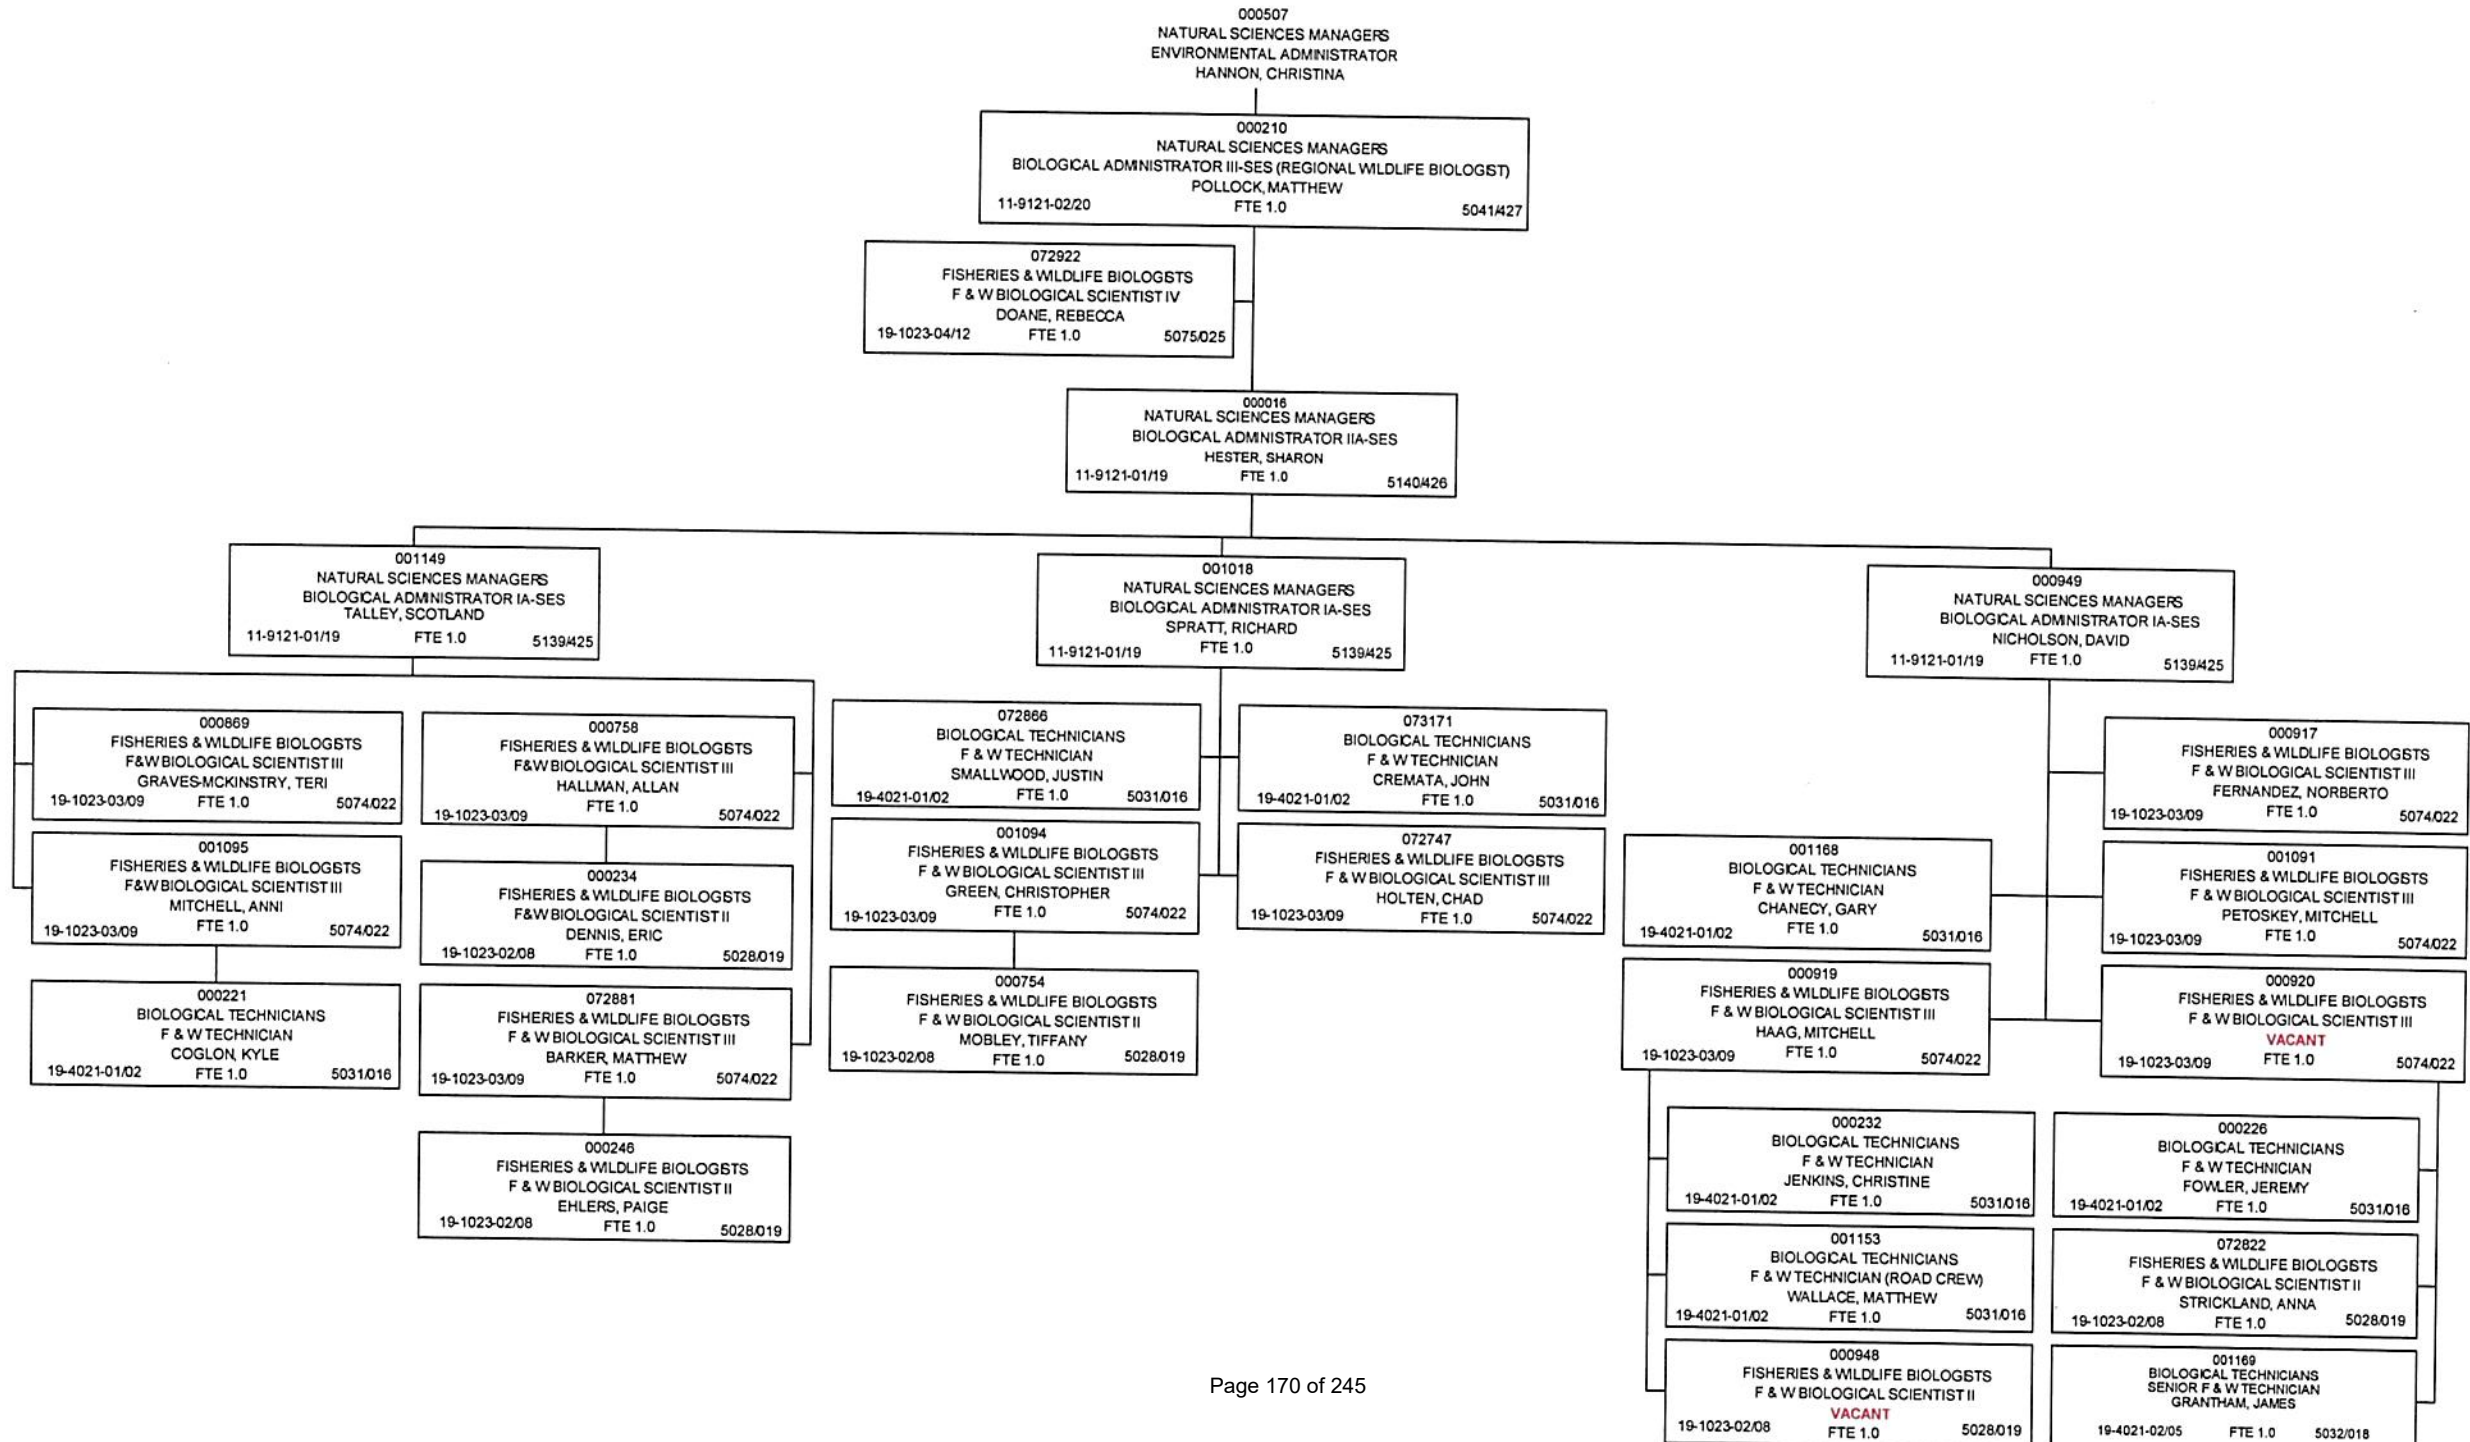 000507
NATURAL SCIENCES MANAGERS
ENVIRONMENTAL ADMINISTRATOR
HANNON, CHRISTINA
000210
NATURAL SCIENCES MANAGERS
BIOLOGICAL ADMINISTRATOR III-SES (REGIONAL WILDLIFE BIOLOGIST)
POLLOCK, MATTHEW
11-9121-02/20 FTE 1.0 5041/427
072922
FISHERIES & WILDLIFE BIOLOGISTS
F & W BIOLOGICAL SCIENTIST IV
DOANE, REBECCA
19-1023-04/12 FTE 1.0 5075/025
000016
NATURAL SCIENCES MANAGERS
BIOLOGICAL ADMINISTRATOR IIA-SES
HESTER, SHARON
11-9121-01/19 FTE 1.0 5140/426
001149
NATURAL SCIENCES MANAGERS
BIOLOGICAL ADMINISTRATOR IA-SES
TALLEY, SCOTLAND
11-9121-01/19 FTE 1.0 5139/425
001018
NATURAL SCIENCES MANAGERS
BIOLOGICAL ADMINISTRATOR IA-SES
SPRATT, RICHARD
11-9121-01/19 FTE 1.0 5139/425
000949
NATURAL SCIENCES MANAGERS
BIOLOGICAL ADMINISTRATOR IA-SES
NICHOLSON, DAVID
11-9121-01/19 FTE 1.0 5139/425
000869
FISHERIES & WILDLIFE BIOLOGISTS
F&W BIOLOGICAL SCIENTIST III
GRAVES-MCKINSTRY, TERI
19-1023-03/09 FTE 1.0 5074/022
001095
FISHERIES & WILDLIFE BIOLOGISTS
F&W BIOLOGICAL SCIENTIST III
MITCHELL, ANNI
19-1023-03/09 FTE 1.0 5074/022
000221
BIOLOGICAL TECHNICIANS
F & W TECHNICIAN
COGLON, KYLE
19-4021-01/02 FTE 1.0 5031/016
000758
FISHERIES & WILDLIFE BIOLOGISTS
F&W BIOLOGICAL SCIENTIST III
HALLMAN, ALLAN
19-1023-03/09 FTE 1.0 5074/022
000234
FISHERIES & WILDLIFE BIOLOGISTS
F&W BIOLOGICAL SCIENTIST II
DENNIS, ERIC
19-1023-02/08 FTE 1.0 5028/019
072881
FISHERIES & WILDLIFE BIOLOGISTS
F & W BIOLOGICAL SCIENTIST III
BARKER, MATTHEW
19-1023-03/09 FTE 1.0 5074/022
000246
FISHERIES & WILDLIFE BIOLOGISTS
F & W BIOLOGICAL SCIENTIST II
EHLERS, PAIGE
19-1023-02/08 FTE 1.0 5028/019
072866
BIOLOGICAL TECHNICIANS
F & W TECHNICIAN
SMALLWOOD, JUSTIN
19-4021-01/02 FTE 1.0 5031/016
001094
FISHERIES & WILDLIFE BIOLOGISTS
F & W BIOLOGICAL SCIENTIST III
GREEN, CHRISTOPHER
19-1023-03/09 FTE 1.0 5074/022
000754
FISHERIES & WILDLIFE BIOLOGISTS
F & W BIOLOGICAL SCIENTIST II
MOBLEY, TIFFANY
19-1023-02/08 FTE 1.0 5028/019
073171
BIOLOGICAL TECHNICIANS
F & W TECHNICIAN
CREMATA, JOHN
19-4021-01/02 FTE 1.0 5031/016
072747
FISHERIES & WILDLIFE BIOLOGISTS
F & W BIOLOGICAL SCIENTIST III
HOLTEN, CHAD
19-1023-03/09 FTE 1.0 5074/022
000917
FISHERIES & WILDLIFE BIOLOGISTS
F & W BIOLOGICAL SCIENTIST III
FERNANDEZ, NORBERTO
19-1023-03/09 FTE 1.0 5074/022
001168
BIOLOGICAL TECHNICIANS
F & W TECHNICIAN
CHANECY, GARY
19-4021-01/02 FTE 1.0 5031/016
001091
FISHERIES & WILDLIFE BIOLOGISTS
F & W BIOLOGICAL SCIENTIST III
PETOSKEY, MITCHELL
19-1023-03/09 FTE 1.0 5074/022
000919
FISHERIES & WILDLIFE BIOLOGISTS
F & W BIOLOGICAL SCIENTIST III
HAAG, MITCHELL
19-1023-03/09 FTE 1.0 5074/022
000920
FISHERIES & WILDLIFE BIOLOGISTS
F & W BIOLOGICAL SCIENTIST III
VACANT
19-1023-03/09 FTE 1.0 5074/022
000232
BIOLOGICAL TECHNICIANS
F & W TECHNICIAN
JENKINS, CHRISTINE
19-4021-01/02 FTE 1.0 5031/016
001153
BIOLOGICAL TECHNICIANS
F & W TECHNICIAN (ROAD CREW)
WALLACE, MATTHEW
19-4021-01/02 FTE 1.0 5031/016
000948
FISHERIES & WILDLIFE BIOLOGISTS
F & W BIOLOGICAL SCIENTIST II
VACANT
19-1023-02/08 FTE 1.0 5028/019
000226
BIOLOGICAL TECHNICIANS
F & W TECHNICIAN
FOWLER, JEREMY
19-4021-01/02 FTE 1.0 5031/016
072822
FISHERIES & WILDLIFE BIOLOGISTS
F & W BIOLOGICAL SCIENTIST II
STRICKLAND, ANNA
19-1023-02/08 FTE 1.0 5028/019
001169
BIOLOGICAL TECHNICIANS
SENIOR F & W TECHNICIAN
GRANTHAM, JAMES
19-4021-02/05 FTE 1.0 5032/018
Page 170 of 245